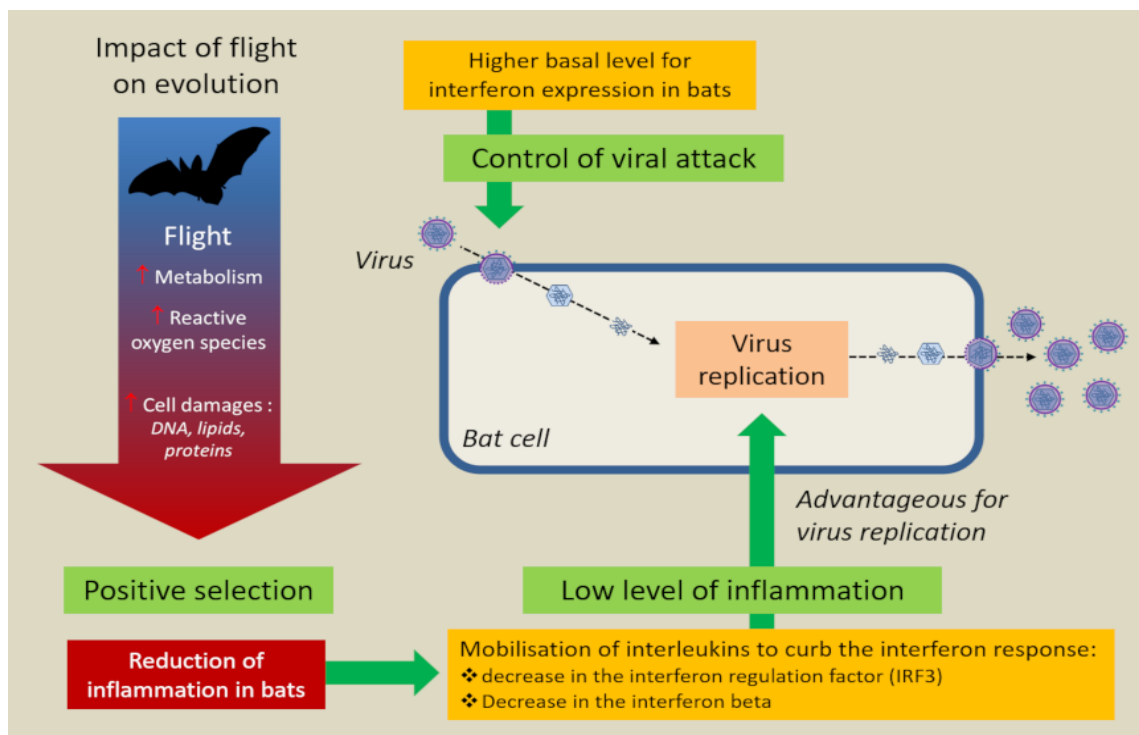 Impact of flight
on evolution
Flight
↑ Metabolism
↑ Reactive
oxygen species
↑ Cell damages :
DNA, lipids,
proteins
Positive selection
Reduction of
inflammation in bats
Higher basal level for
interferon expression in bats
Control of viral attack
Virus
Virus
replication
Bat cell
Advantageous for
virus replication
Low level of inflammation
Mobilisation of interleukins to curb the interferon response:
❖ decrease in the interferon regulation factor (IRF3)
❖ Decrease in the interferon beta